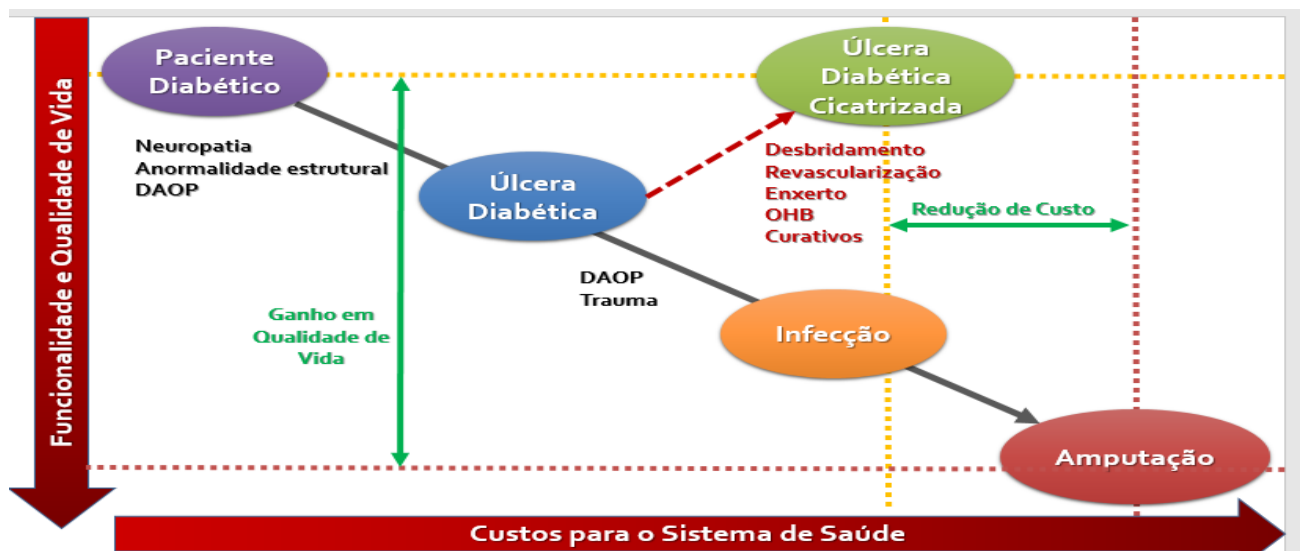 Funcionalidade e Qualidade de Vida
Paciente
Diabético
Úlcera
Diabética
Cicatrizada
Neuropatia
Anormalidade estrutural
DAOP
Úlcera
Diabética
Desbridamento
Revascularização
Enxerto
OHB
Curativos
Redução de Custo
DAOP
Trauma
Ganho em
Qualidade de
Vida
Infecção
Amputação
Custos para o Sistema de Saúde